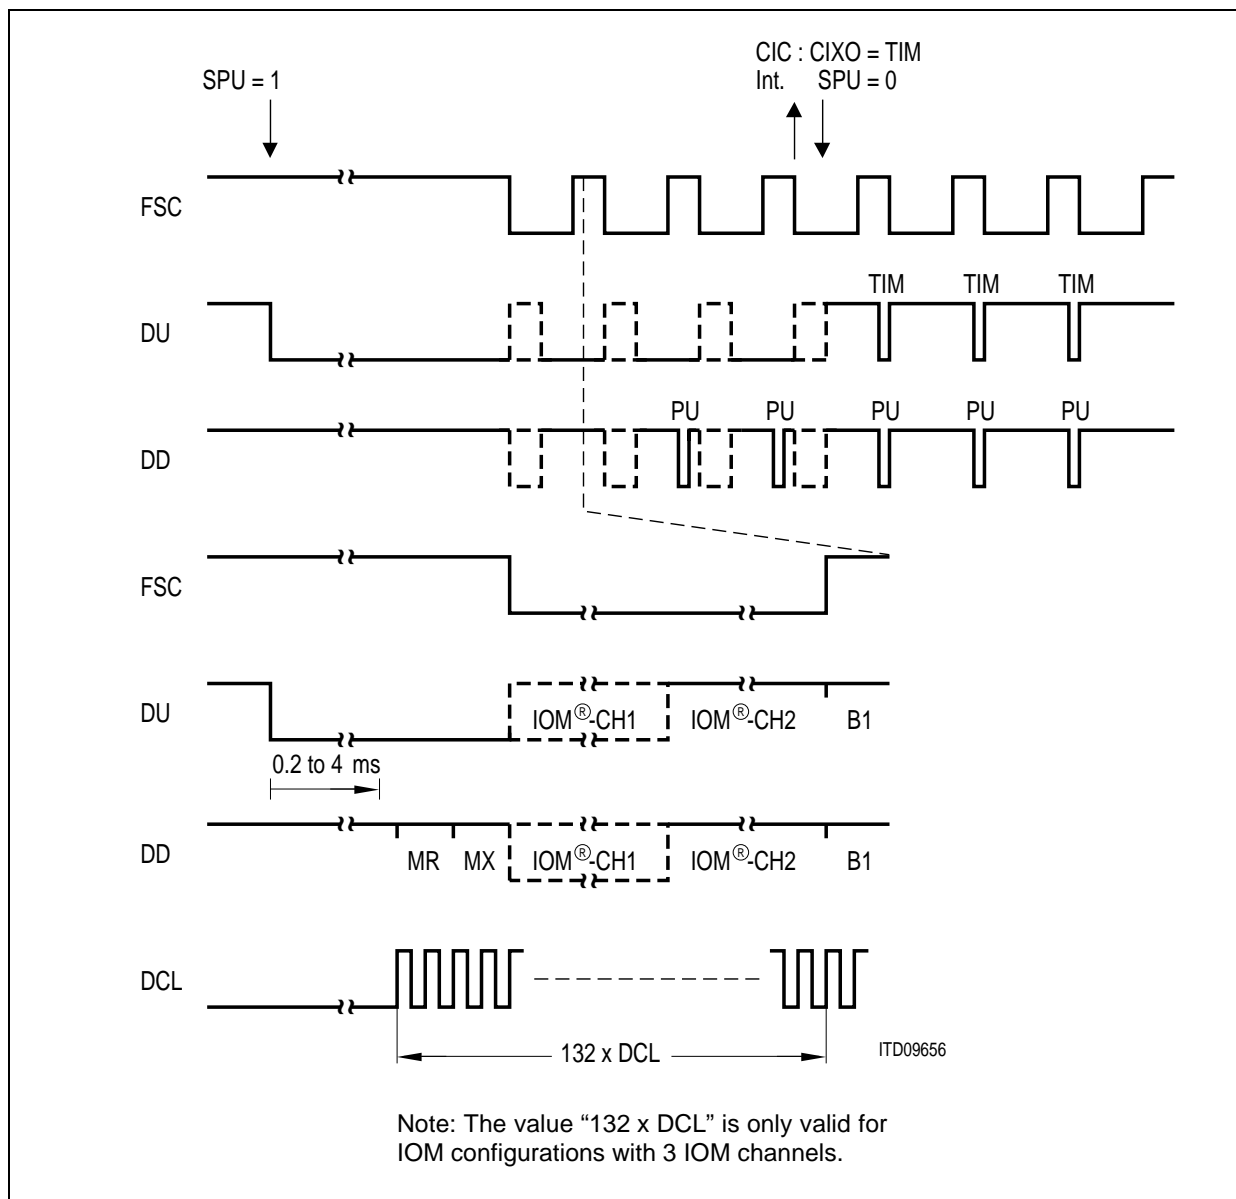 CIC : CIXO = TIM
SPU = 1
Int. SPU = 0
FSC
TIM TIM TIM
DU
PU PU PU PU PU
DD
FSC
DU
IOM®-CH1 IOM®-CH2 B1
0.2 to 4 ms
DD
MR MX IOM®-CH1 IOM®-CH2 B1
DCL
132 x DCL
ITD09656
Note: The value “132 x DCL” is only valid for
IOM configurations with 3 IOM channels.